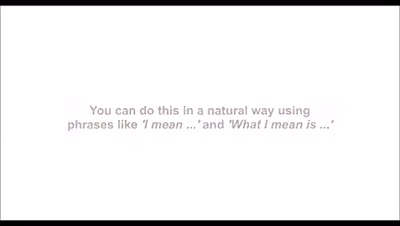 You can do this in a natural way using
phrases like 'I mean ...' and 'What I mean is ...'